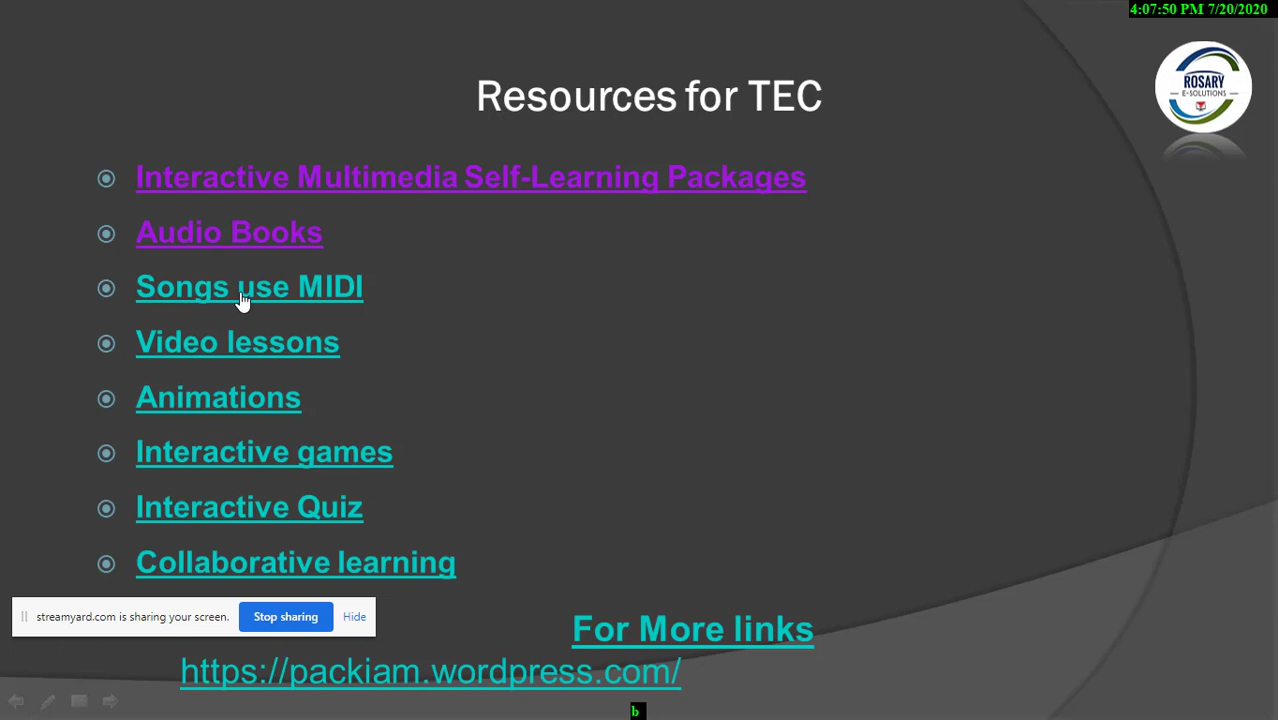 4:07:50 PM 7/20/2020
ROSARY
E-SOLUTIONS
Resources for TEC
Interactive Multimedia Self-Learning Packages
Audio Books
Songs use MIDI
Video lessons
Animations
Interactive games
Interactive Quiz
Collaborative learning
streamyard.com is sharing your screen. Stop sharing Hide
For More links
https://packiam.wordpress.com/
b